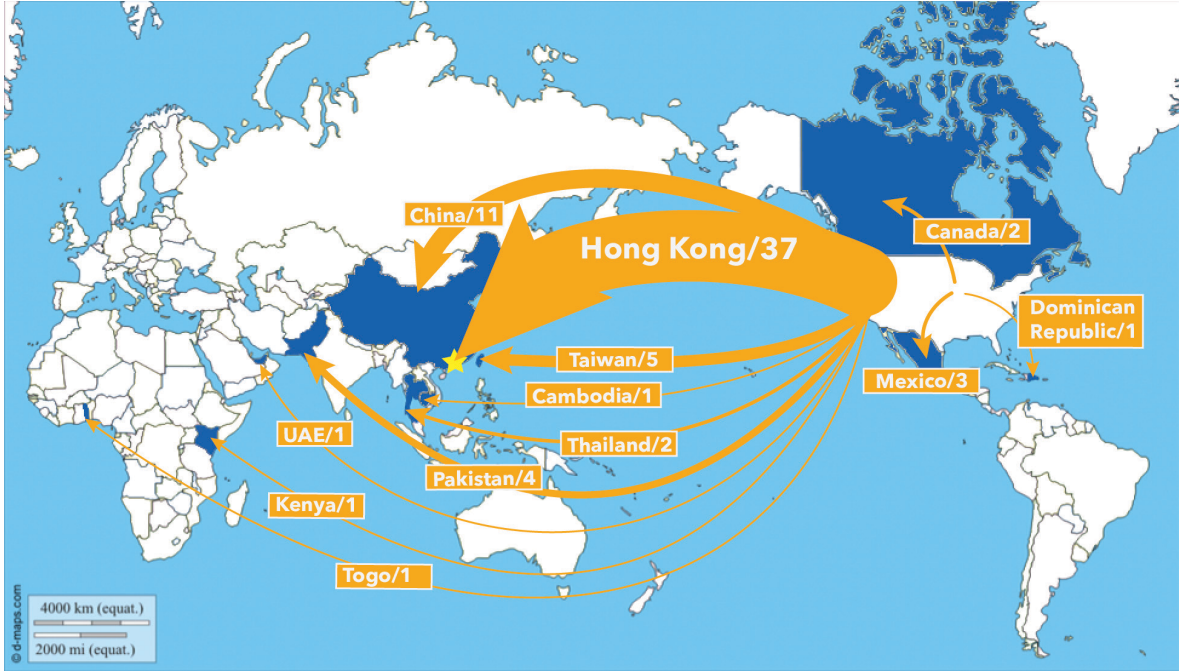 China/11
Hong Kong/37
Canada/2
Dominican
Republic/1
Taiwan/5
Mexico/3
Cambodia/1
UAE/1
Thailand/2
Pakistan/4
Kenya/1
Togo/1
4000 km (equat.)
2000 mi (equat.)
© d-maps.com